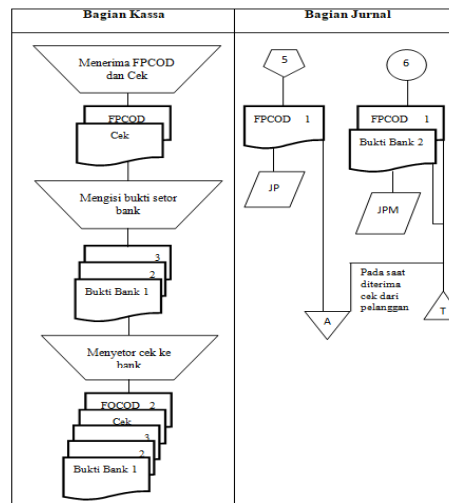 Bagian Kassa
Menerima FPCOD
dan Cek
FPCOD
Cek
Mengisi bukti setor
bank
3
2
Bukti Bank 1
Menyetor cek ke
bank
FOCOD 2
Cek
3
2
Bukti Bank 1
Bagian Jurnal
5
FPCOD 1
JP
6
FPCOD 1
Bukti Bank 2
JPM
Pada saat
diterima
cek dari
pelanggan
A
T